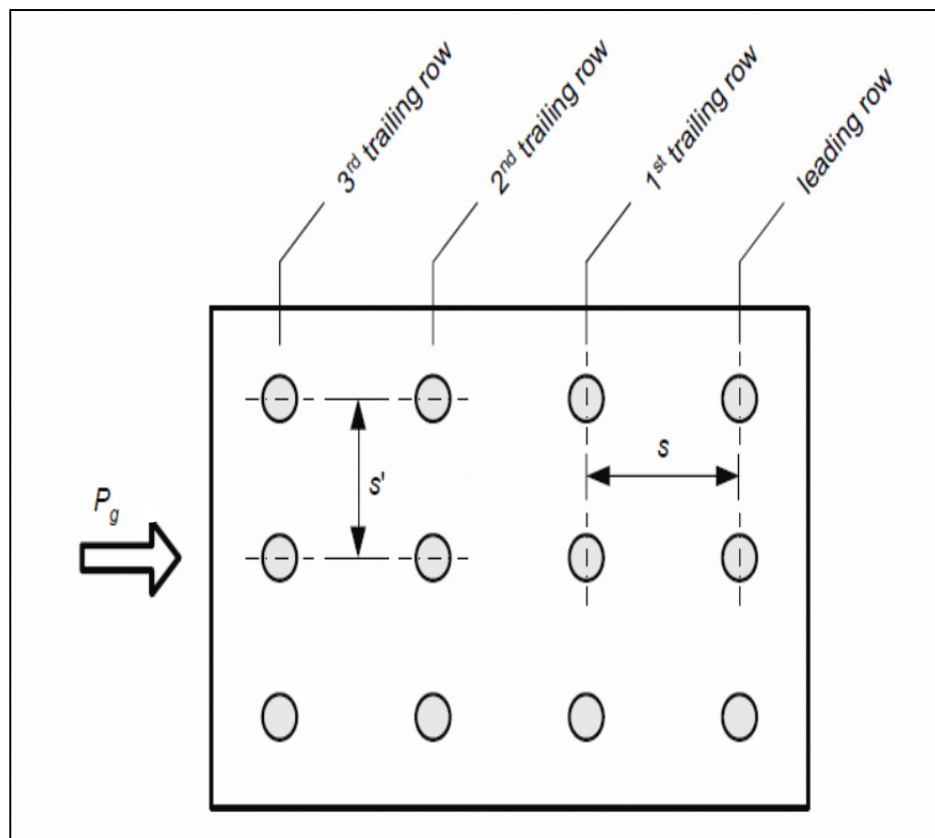 3rd trailing row
2nd trailing row
1st trailing row
leading row
s'
s
Pg